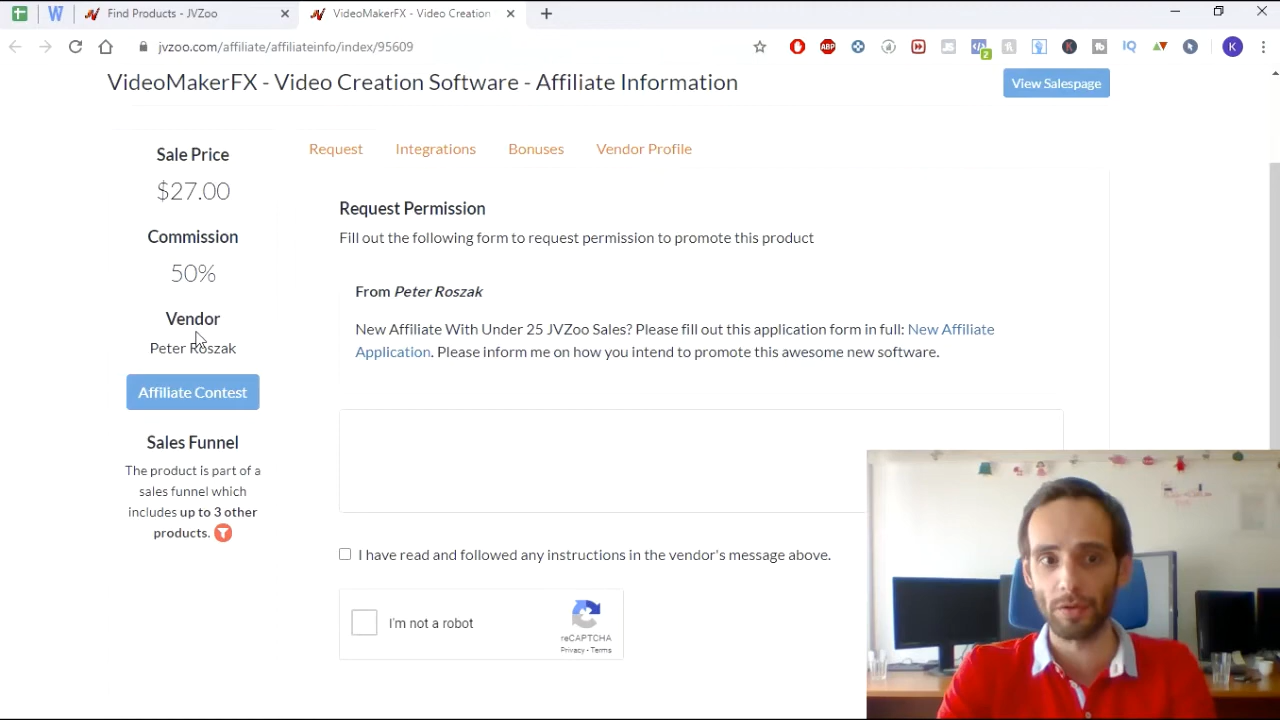 Find Products - JVZoo
VideoMakerFX - Video Creation
jvzoo.com/affiliate/affiliateinfo/index/95609
ABP
2
IQ
K
VideoMakerFX - Video Creation Software - Affiliate Information
View Salespage
Sale Price
$27.00
Commission
50%
Vendor
Peter Roszak
Affiliate Contest
Sales Funnel
The product is part of a
sales funnel which
includes up to 3 other
products.
Request
Integrations
Bonuses
Vendor Profile
Request Permission
Fill out the following form to request permission to promote this product
From Peter Roszak
New Affiliate With Under 25 JVZoo Sales? Please fill out this application form in full: New Affiliate
Application. Please inform me on how you intend to promote this awesome new software.
I have read and followed any instructions in the vendor's message above.
I'm not a robot
reCAPTCHA
Privacy - Terms